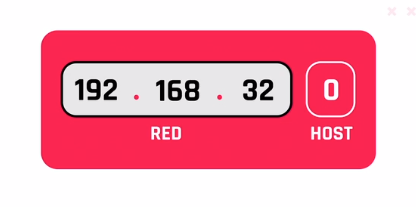 192 . 168 . 32 0
RED HOST